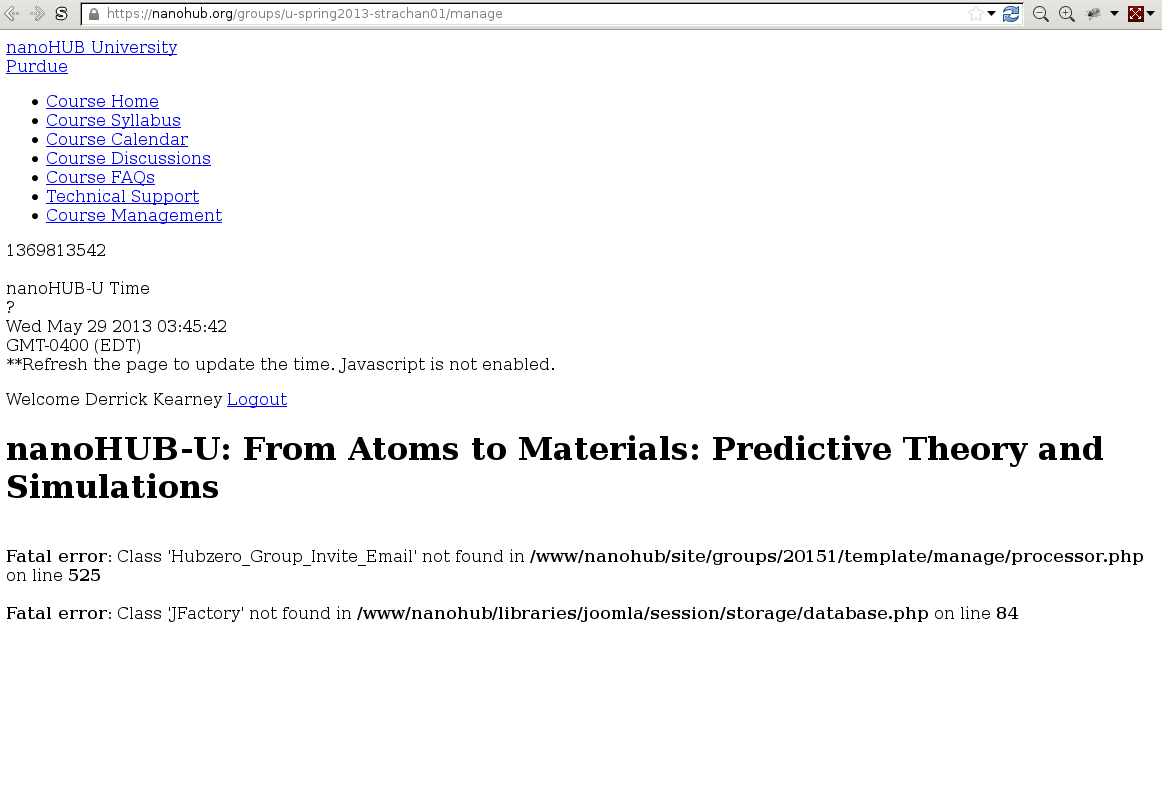 S https://nanohub.org/groups/u-spring2013-strachan01/manage
nanoHUB University
Purdue
• Course Home
• Course Syllabus
• Course Calendar
• Course Discussions
• Course FAQs
• Technical Support
• Course Management
1369813542
nanoHUB-U Time
?
Wed May 29 2013 03:45:42
GMT-0400 (EDT)
**Refresh the page to update the time. Javascript is not enabled.
Welcome Derrick Kearney Logout
nanoHUB-U: From Atoms to Materials: Predictive Theory and
Simulations
Fatal error: Class 'Hubzero_Group_Invite_Email' not found in /www/nanohub/site/groups/20151/template/manage/processor.php
on line 525
Fatal error: Class 'JFactory' not found in /www/nanohub/libraries/joomla/session/storage/database.php on line 84